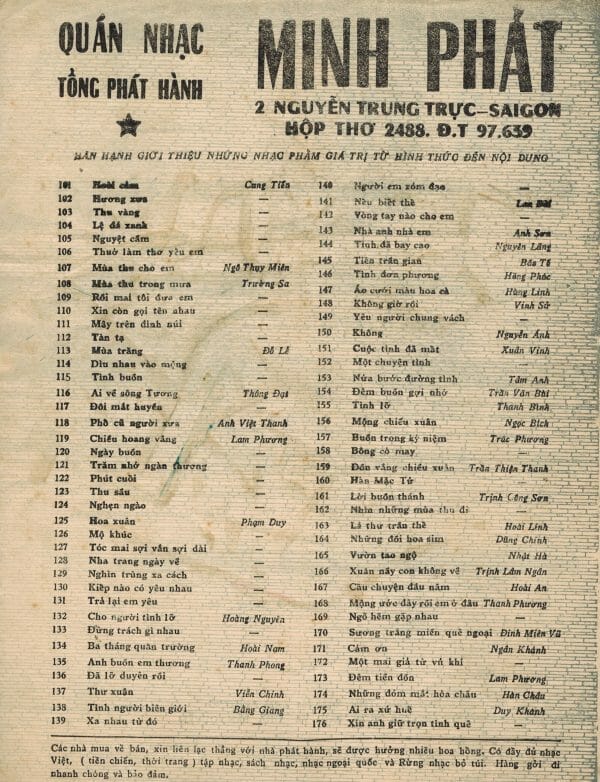 QUÁN NHẠC
TỔNG PHÁT HÀNH
MINH PHÁT
2 NGUYỄN TRUNG TRỰC–SAIGON
HỘP THƠ 2488. Đ.T 97.639
HÂN HẠNH GIỚI THIỆU NHỮNG NHẠC PHẨM GIÁ TRỊ TỪ HÌNH THỨC ĐẾN NỘI DUNG
101 Hoài cảm Cung Tiến
102 Hương xưa —
103 Thu vàng —
104 Lệ đá xanh —
105 Nguyệt cầm —
106 Thuở làm thơ yêu em —
107 Mùa thu cho em Ngô Thụy Miên
108 Mùa thu trong mưa Trường Sa
109 Rồi mai tôi đưa em —
110 Xin còn gọi tên nhau —
111 Mây trên đỉnh núi —
112 Tàn tạ —
113 Mùa trăng Đỗ Lễ
114 Dìu nhau vào mộng —
115 Tình buồn —
116 Ai về sông Tương Thông Đạt
117 Đôi mắt huyền —
118 Phố cũ người xưa Anh Việt Thanh
119 Chiều hoang vắng Lam Phương
120 Ngày buồn —
121 Trăm nhớ ngàn thương —
122 Phút cuối —
123 Thu sầu —
124 Nghẹn ngào —
125 Hoa xuân Phạm Duy
126 Mộ khúc —
127 Tóc mai sợi vắn sợi dài —
128 Nha trang ngày về —
129 Nghìn trùng xa cách —
130 Kiếp nào có yêu nhau —
131 Trả lại em yêu —
132 Cho người tình lỡ Hoàng Nguyên
133 Đừng trách gì nhau —
134 Ba tháng quân trường Hoài Nam
135 Anh buồn em thương Thanh Phong
136 Đã lỡ duyên rồi —
137 Thư xuân Viễn Chinh
138 Tình người biên giới Bằng Giang
139 Xa nhau từ đó —
140 Người em xóm đạo —
141 Nếu biết thế Lan Đài
142 Vòng tay nào cho em —
143 Nhà anh nhà em Anh Sơn
144 Tình đã bay cao Nguyên Lãng
145 Tiên trần gian Bảo Tố
146 Tình đơn phương Hồng Phúc
147 Áo cưới màu hoa cà Hùng Linh
148 Không giờ rồi Vinh Sử
149 Yêu người chung vách —
150 Không Nguyễn Ánh
151 Cuộc tình đã mất Xuân Vinh
152 Một chuyện tình —
153 Nửa bước đường tình Tâm Anh
154 Đêm buồn gợi nhớ Trần Văn Bùi
155 Tình lỡ Thanh Bình
156 Mộng chiều xuân Ngọc Bích
157 Buồn trong kỷ niệm Trúc Phương
158 Bông cỏ may —
159 Đồn vắng chiều xuân Trần Thiện Thanh
160 Hàn Mặc Tử —
161 Lời buồn thánh Trịnh Công Sơn
162 Nhìn những mùa thu đi —
163 Lá thư trần thế Hoài Linh
164 Những đồi hoa sim Dũng Chinh
165 Vườn tao ngộ Nhật Hà
166 Xuân nầy con không về Trịnh Lâm Ngân
167 Câu chuyện đầu năm Hoài An
168 Mộng ước đầy rồi em ở đâu Thanh Phương
169 Ngõ hẽm gặp nhau —
170 Sương trắng miền quê ngoại Đinh Miên Vũ
171 Cảm ơn Ngân Khánh
172 Một mai giã từ vũ khí —
173 Đêm tiền đồn Lam Phương
174 Những đóm mắt hỏa châu Hàn Châu
175 Ai ra xứ huế Duy Khánh
176 Xin anh giữ trọn tình quê —
Các nhà mua về bán, xin liên lạc thẳng với nhà phát hành, sẽ được hưởng nhiều hoa hồng. Có đầy đủ nhạc
Việt, ( tiền chiến, thời trang ) tập nhạc, sách nhạc, nhạc ngoại quốc và Rừng nhạc bỏ túi. Hàng gởi đi
nhanh chóng và bảo đảm.